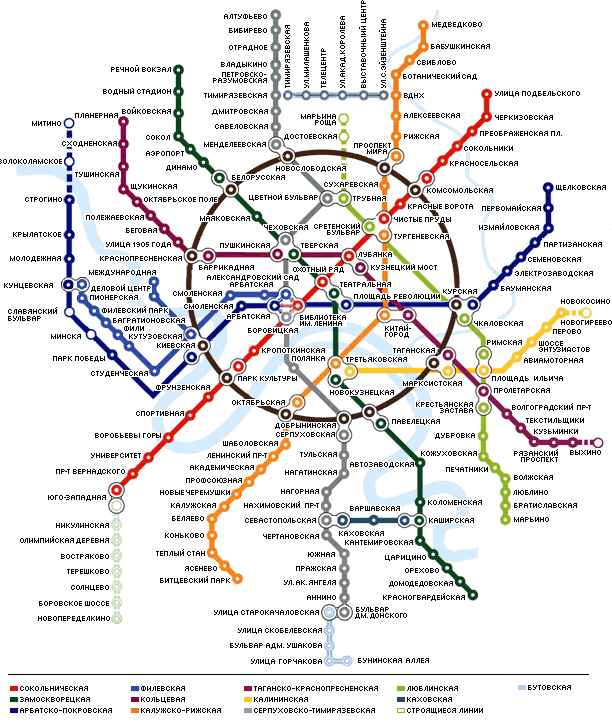 АЛТУФЬЕВО
БИБИРЕВО
ОТРАДНОЕ
ВЛАДЫКИНО
ПЕТРОВСКО-
РАЗУМОВСКАЯ
ТИМИРЯЗЕВСКАЯ
ДМИТРОВСКАЯ
САВЕЛОВСКАЯ
МЕНДЕЛЕЕВСКАЯ
ТИМИРЯЗЕВСКАЯ
УЛ.МИЛАШЕНКОВА
ТЕЛЕЦЕНТР
УЛ.АКАД.КОРОЛЕВА
ВЫСТАВОЧНЫЙ ЦЕНТР
УЛ.С.ЭЙЗЕНШТЕЙНА
МЕДВЕДКОВО
БАБУШКИНСКАЯ
СВИБЛОВО
БОТАНИЧЕСКИЙ САД
ВДНХ
АЛЕКСЕЕВСКАЯ
РИЖСКАЯ
ПРОСПЕКТ
МИРА
МАРЬИНА
РОЩА
ДОСТОЕВСКАЯ
УЛИЦА ПОДБЕЛЬСКОГО
ЧЕРКИЗОВСКАЯ
ПРЕОБРАЖЕНСКАЯ ПЛ.
СОКОЛЬНИКИ
КРАСНОСЕЛЬСКАЯ
КОМСОМОЛЬСКАЯ
КРАСНЫЕ ВОРОТА
ЧИСТЫЕ ПРУДЫ
ТУРГЕНЕВСКАЯ
РЕЧНОЙ ВОКЗАЛ
ВОДНЫЙ СТАДИОН
ВОЙКОВСКАЯ
СОКОЛ
АЭРОПОРТ
ДИНАМО
БЕЛОРУССКАЯ
МАЯКОВСКАЯ
ПЛАНЕРНАЯ
СХОДНЕНСКАЯ
ТУШИНСКАЯ
ЩУКИНСКАЯ
ОКТЯБРЬСКОЕ ПОЛЕ
ПОЛЕЖАЕВСКАЯ
БЕГОВАЯ
УЛИЦА 1905 ГОДА
КРАСНОПРЕСНЕНСКАЯ
БАРРИКАДНАЯ
МИТИНО
ВОЛОКОЛАМСКОЕ
СТРОГИНО
КРЫЛАТСКОЕ
МОЛОДЕЖНАЯ
КУНЦЕВСКАЯ
СЛАВЯНСКИЙ
БУЛЬВАР
МИНСКАЯ
ПАРК ПОБЕДЫ
НОВОСЛОБОДСКАЯ
ЦВЕТНОЙ БУЛЬВАР
СУХАРЕВСКАЯ
ТРУБНАЯ
СРЕТЕНСКИЙ
БУЛЬВАР
ЧЕХОВСКАЯ
ПУШКИНСКАЯ
ТВЕРСКАЯ
ЛУБЯНКА
КУЗНЕЦКИЙ МОСТ
ОХОТНЫЙ РЯД
ТЕАТРАЛЬНАЯ
ПЛОЩАДЬ РЕВОЛЮЦИИ
АЛЕКСАНДРОВСКИЙ САД
АРБАТСКАЯ
СМОЛЕНСКАЯ
СМОЛЕНСКАЯ
АРБАТСКАЯ
БИБЛИОТЕКА
ИМ. ЛЕНИНА
БОРОВИЦКАЯ
МЕЖДУНАРОДНАЯ
ДЕЛОВОЙ ЦЕНТР
ПИОНЕРСКАЯ
ФИЛЕВСКИЙ ПАРК
БАГРАТИОНОВСКАЯ
ФИЛИ
КУТУЗОВСКАЯ
КИЕВСКАЯ
СТУДЕНЧЕСКАЯ
ЩЕЛКОВСКАЯ
ПЕРВОМАЙСКАЯ
ИЗМАЙЛОВСКАЯ
ПАРТИЗАНСКАЯ
СЕМЕНОВСКАЯ
ЭЛЕКТРОЗАВОДСКАЯ
БАУМАНСКАЯ
КУРСКАЯ
ЧКАЛОВСКАЯ
НОВОКОСИНО
НОВОГИРЕЕВО
ПЕРОВО
ШОССЕ
ЭНТУЗИАСТОВ
АВИАМОТОРНАЯ
РИМСКАЯ
ПЛОЩАДЬ ИЛЬИЧА
КИТАЙ-
ГОРОД
ТАГАНСКАЯ
МАРКСИСТСКАЯ
ТРЕТЬЯКОВСКАЯ
НОВОКУЗНЕЦКАЯ
КРОПОТКИНСКАЯ
ПОЛЯНКА
ПАРК КУЛЬТУРЫ
ФРУНЗЕНСКАЯ
СПОРТИВНАЯ
ВОРОБЬЕВЫ ГОРЫ
УНИВЕРСИТЕТ
ПР-Т ВЕРНАДСКОГО
ЮГО-ЗАПАДНАЯ
НИКУЛИНСКАЯ
ОЛИМПИЙСКАЯ ДЕРЕВНЯ
ВОСТРЯКОВО
ТЕРЕШКОВО
СОЛНЦЕВО
БОРОВСКОЕ ШОССЕ
НОВОПЕРЕДЕЛКИНО
ОКТЯБРЬСКАЯ
ДОБРЫНИНСКАЯ
СЕРПУХОВСКАЯ
ПАВЕЛЕЦКАЯ
ШАБОЛОВСКАЯ
ЛЕНИНСКИЙ ПР-Т
АКАДЕМИЧЕСКАЯ
ПРОФСОЮЗНАЯ
НОВЫЕ ЧЕРЕМУШКИ
КАЛУЖСКАЯ
БЕЛЯЕВО
КОНЬКОВО
ТЕПЛЫЙ СТАН
ЯСЕНЕВО
БИТЦЕВСКИЙ ПАРК
ТУЛЬСКАЯ
НАГАТИНСКАЯ
НАГОРНАЯ
НАХИМОВСКИЙ ПР-Т
СЕВАСТОПОЛЬСКАЯ
ЧЕРТАНОВСКАЯ
ЮЖНАЯ
ПРАЖСКАЯ
УЛ. АК. ЯНГЕЛЯ
АННИНО
БУЛЬВАР
ДМ. ДОНСКОГО
УЛИЦА СТАРОКАЧАЛОВСКАЯ
УЛИЦА СКОБЕЛЕВСКАЯ
БУЛЬВАР АДМ. УШАКОВА
УЛИЦА ГОРЧАКОВА
БУНИНСКАЯ АЛЛЕЯ
ВАРШАВСКАЯ
КАХОВСКАЯ
КАШИРСКАЯ
АВТОЗАВОДСКАЯ
КОЛОМЕНСКАЯ
КАНТЕМИРОВСКАЯ
ЦАРИЦИНО
ОРЕХОВО
ДОМОДЕДОВСКАЯ
КРАСНОГВАРДЕЙСКАЯ
КРЕСТЬЯНСКАЯ
ЗАСТАВА
ДУБРОВКА
КОЖУХОВСКАЯ
ПЕЧАТНИКИ
ВОЛЖСКАЯ
ЛЮБЛИНО
БРАТИСЛАВСКАЯ
МАРЬИНО
ПРОЛЕТАРСКАЯ
ВОЛГОГРАДСКИЙ ПР-Т
ТЕКСТИЛЬЩИКИ
КУЗЬМИНКИ
РЯЗАНСКИЙ
ПРОСПЕКТ
ВЫХИНО
СОКОЛЬНИЧЕСКАЯ
ЗАМОСКВОРЕЦКАЯ
АРБАТСКО-ПОКРОВСКАЯ
ФИЛЕВСКАЯ
КОЛЬЦЕВАЯ
КАЛУЖСКО-РИЖСКАЯ
ТАГАНСКО-КРАСНОПРЕСНЕНСКАЯ
КАЛИНИНСКАЯ
СЕРПУХОВСКО-ТИМИРЯЗЕВСКАЯ
ЛЮБЛИНСКАЯ
КАХОВСКАЯ
СТРОЯЩИЕСЯ ЛИНИИ
БУТОВСКАЯ